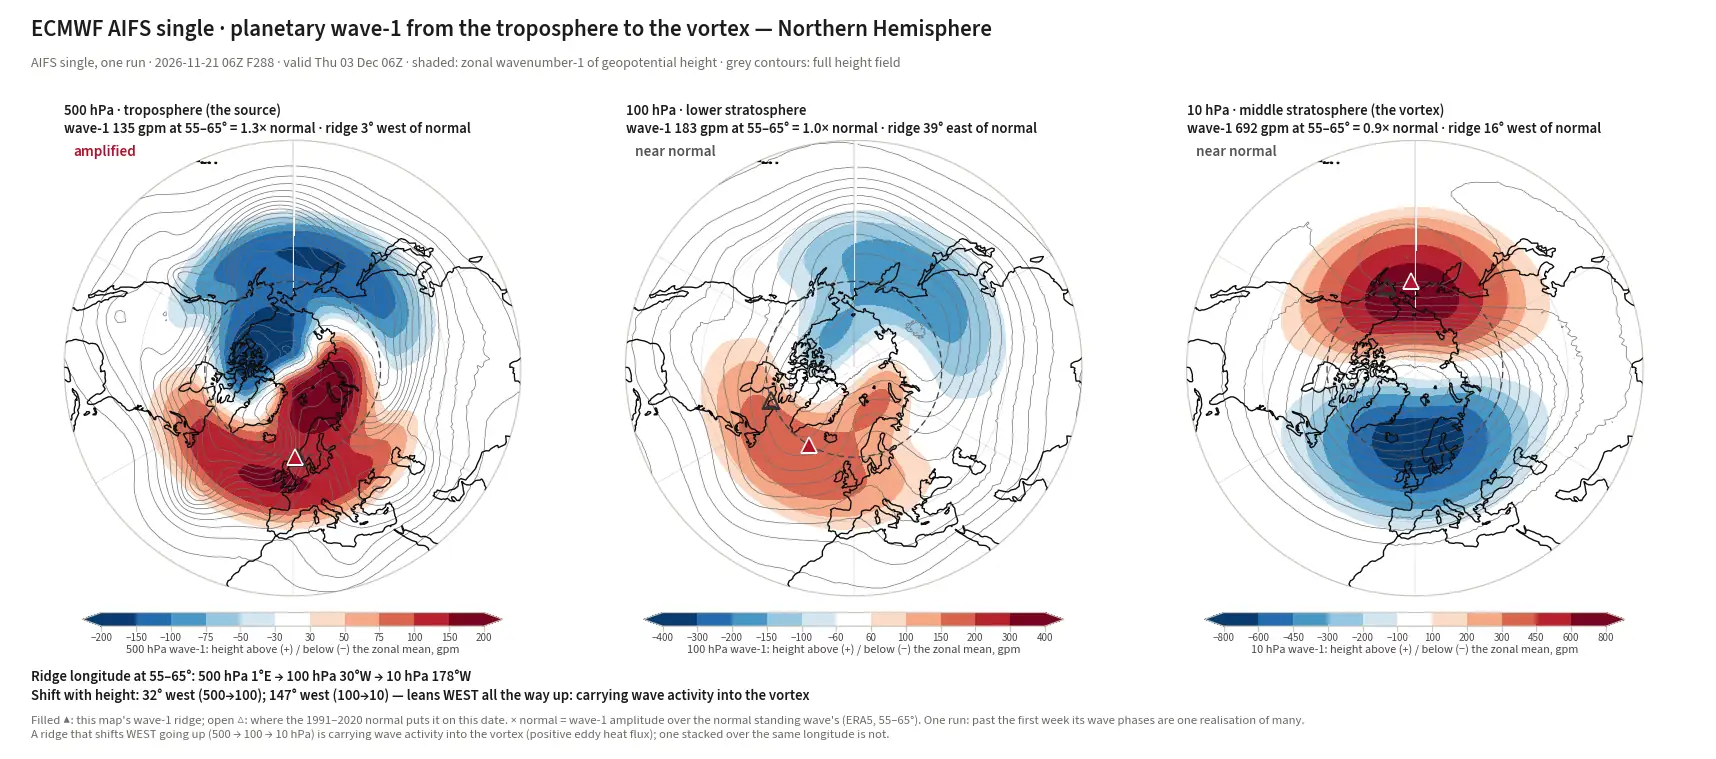 ECMWF AIFS single · planetary wave-1 from the troposphere to the vortex — Northern Hemisphere
AIFS single, one run · 2026-11-21 06Z F288 · valid Thu 03 Dec 06Z · shaded: zonal wavenumber-1 of geopotential height · grey contours: full height field
500 hPa · troposphere (the source)
wave-1 135 gpm at 55–65° = 1.3× normal · ridge 3° west of normal
amplified
100 hPa · lower stratosphere
wave-1 183 gpm at 55–65° = 1.0× normal · ridge 39° east of normal
near normal
10 hPa · middle stratosphere (the vortex)
wave-1 692 gpm at 55–65° = 0.9× normal · ridge 16° west of normal
near normal
−200 −150 −100 −75 −50 −30 30 50 75 100 150 200
500 hPa wave-1: height above (+) / below (−) the zonal mean, gpm
−400 −300 −200 −150 −100 −60 60 100 150 200 300 400
100 hPa wave-1: height above (+) / below (−) the zonal mean, gpm
−800 −600 −450 −300 −200 −100 100 200 300 450 600 800
10 hPa wave-1: height above (+) / below (−) the zonal mean, gpm
Ridge longitude at 55–65°: 500 hPa 1°E → 100 hPa 30°W → 10 hPa 178°W
Shift with height: 32° west (500→100); 147° west (100→10) — leans WEST all the way up: carrying wave activity into the vortex
Filled ▲: this map's wave-1 ridge; open △: where the 1991–2020 normal puts it on this date. × normal = wave-1 amplitude over the normal standing wave's (ERA5, 55–65°). One run: past the first week its wave phases are one realisation of many.
A ridge that shifts WEST going up (500 → 100 → 10 hPa) is carrying wave activity into the vortex (positive eddy heat flux); one stacked over the same longitude is not.